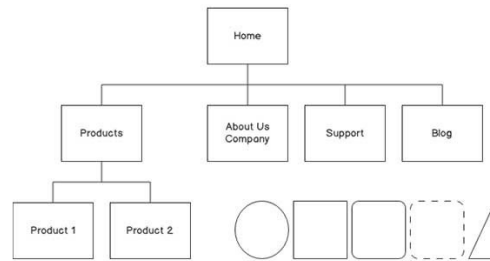 Home
Products
About Us
Company
Support
Blog
Product 1
Product 2